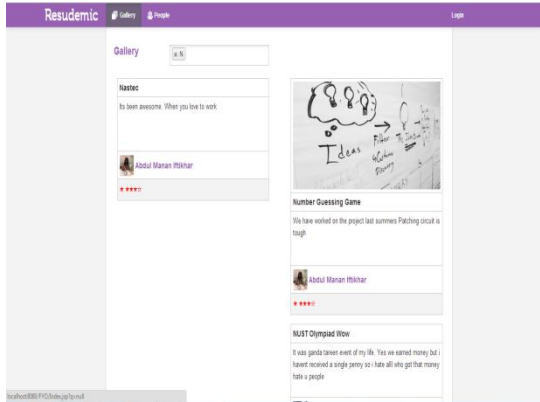 Resudemic Gallery People Login
Gallery
x N
Nastec
Its been awesome. When you love to work
Abdul Manan Iftikhar
Ideas
Filter
Number Guessing Game
We have worked on the project last summers Patching circuit is
tough
Abdul Manan Iftikhar
NUST Olympiad Wow
It was ganda tareen event of my life. Yes we earned money but i
havent received a single penny so i hate alll who got that money
hate u people
localhost:8080/FYD/Index.jsp?p=null